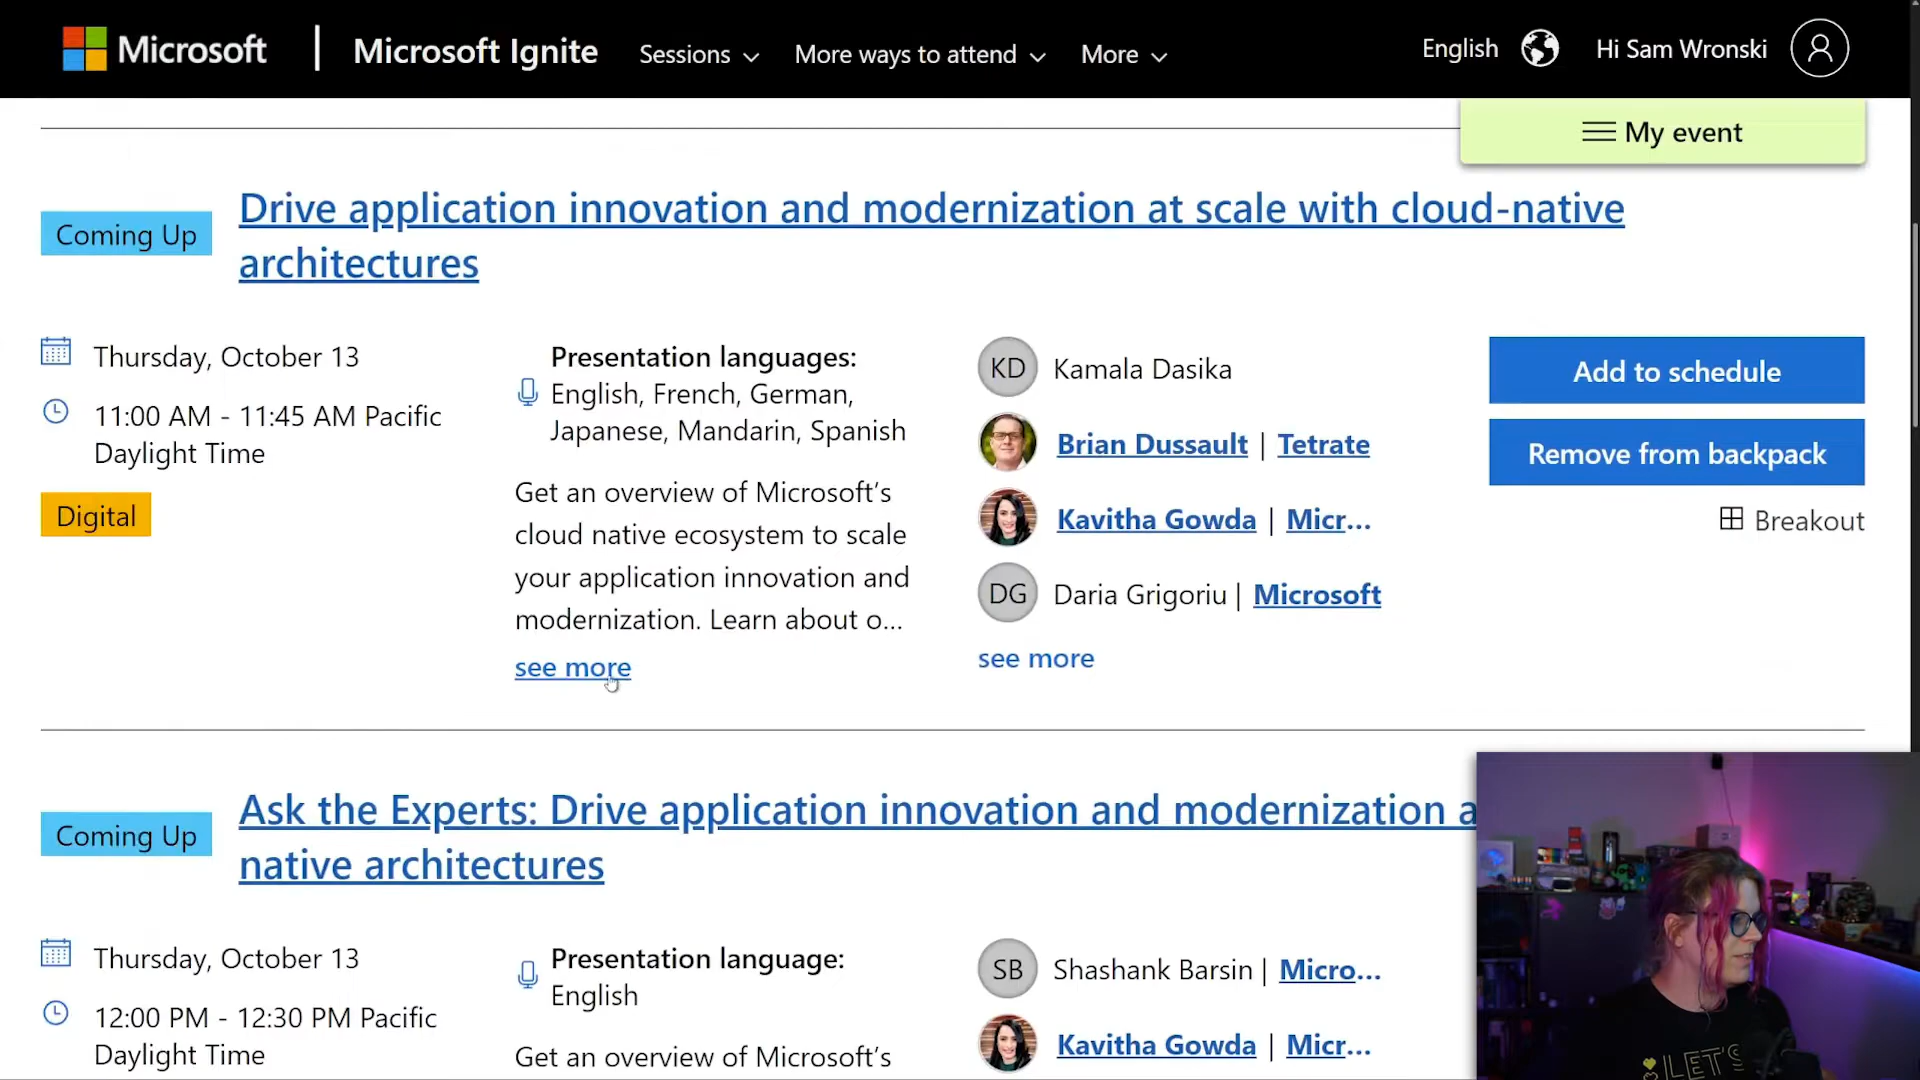 Microsoft
Microsoft Ignite
Sessions
More ways to attend
More
English
Hi Sam Wronski
My event
Coming Up
Drive application innovation and modernization at scale with cloud-native
architectures
Thursday, October 13
11:00 AM - 11:45 AM Pacific
Daylight Time
Digital
Presentation languages:
English, French, German,
Japanese, Mandarin, Spanish
Get an overview of Microsoft's
cloud native ecosystem to scale
your application innovation and
modernization. Learn about o...
see more
KD Kamala Dasika
Brian Dussault | Tetrate
Kavitha Gowda | Micr...
DG Daria Grigoriu | Microsoft
see more
Add to schedule
Remove from backpack
Breakout
Coming Up
Ask the Experts: Drive application innovation and modernization a
native architectures
Thursday, October 13
12:00 PM - 12:30 PM Pacific
Daylight Time
Presentation language:
English
Get an overview of Microsoft's
SB Shashank Barsin | Micro...
Kavitha Gowda | Micr...
LET'S